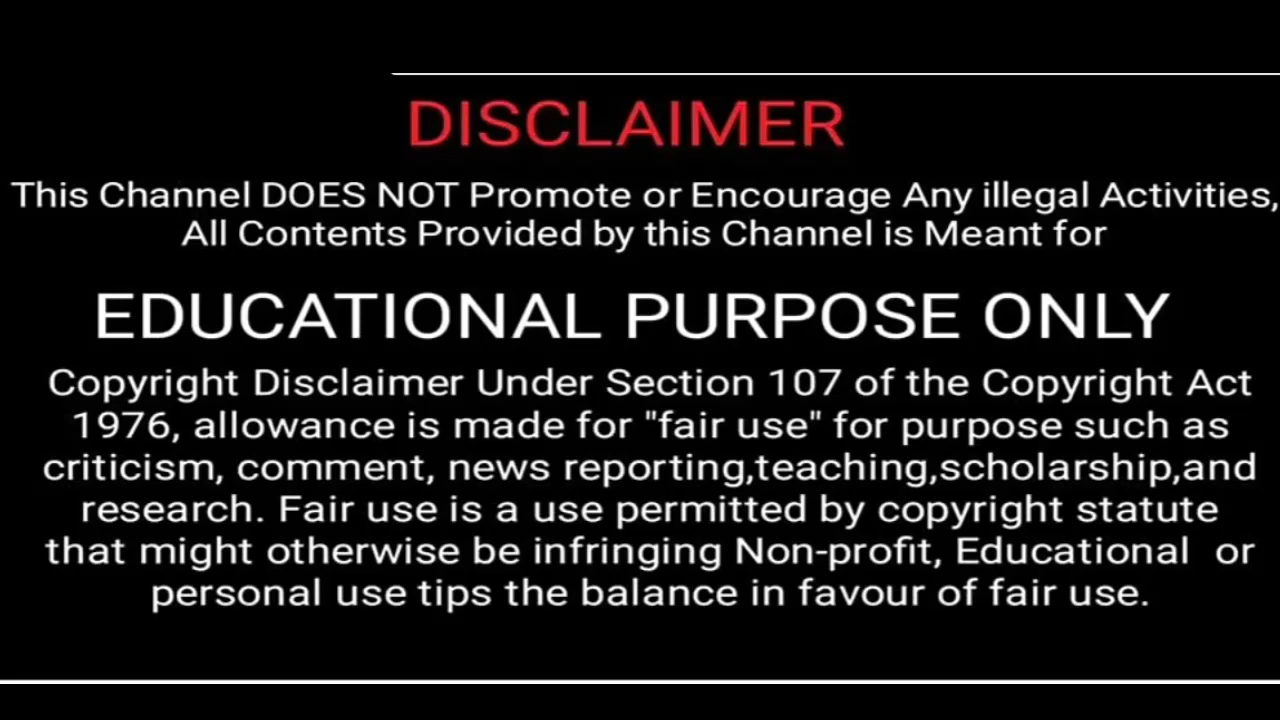 DISCLAIMER
This Channel DOES NOT Promote or Encourage Any illegal Activities,
All Contents Provided by this Channel is Meant for
EDUCATIONAL PURPOSE ONLY
Copyright Disclaimer Under Section 107 of the Copyright Act
1976, allowance is made for "fair use" for purpose such as
criticism, comment, news reporting,teaching,scholarship,and
research. Fair use is a use permitted by copyright statute
that might otherwise be infringing Non-profit, Educational or
personal use tips the balance in favour of fair use.